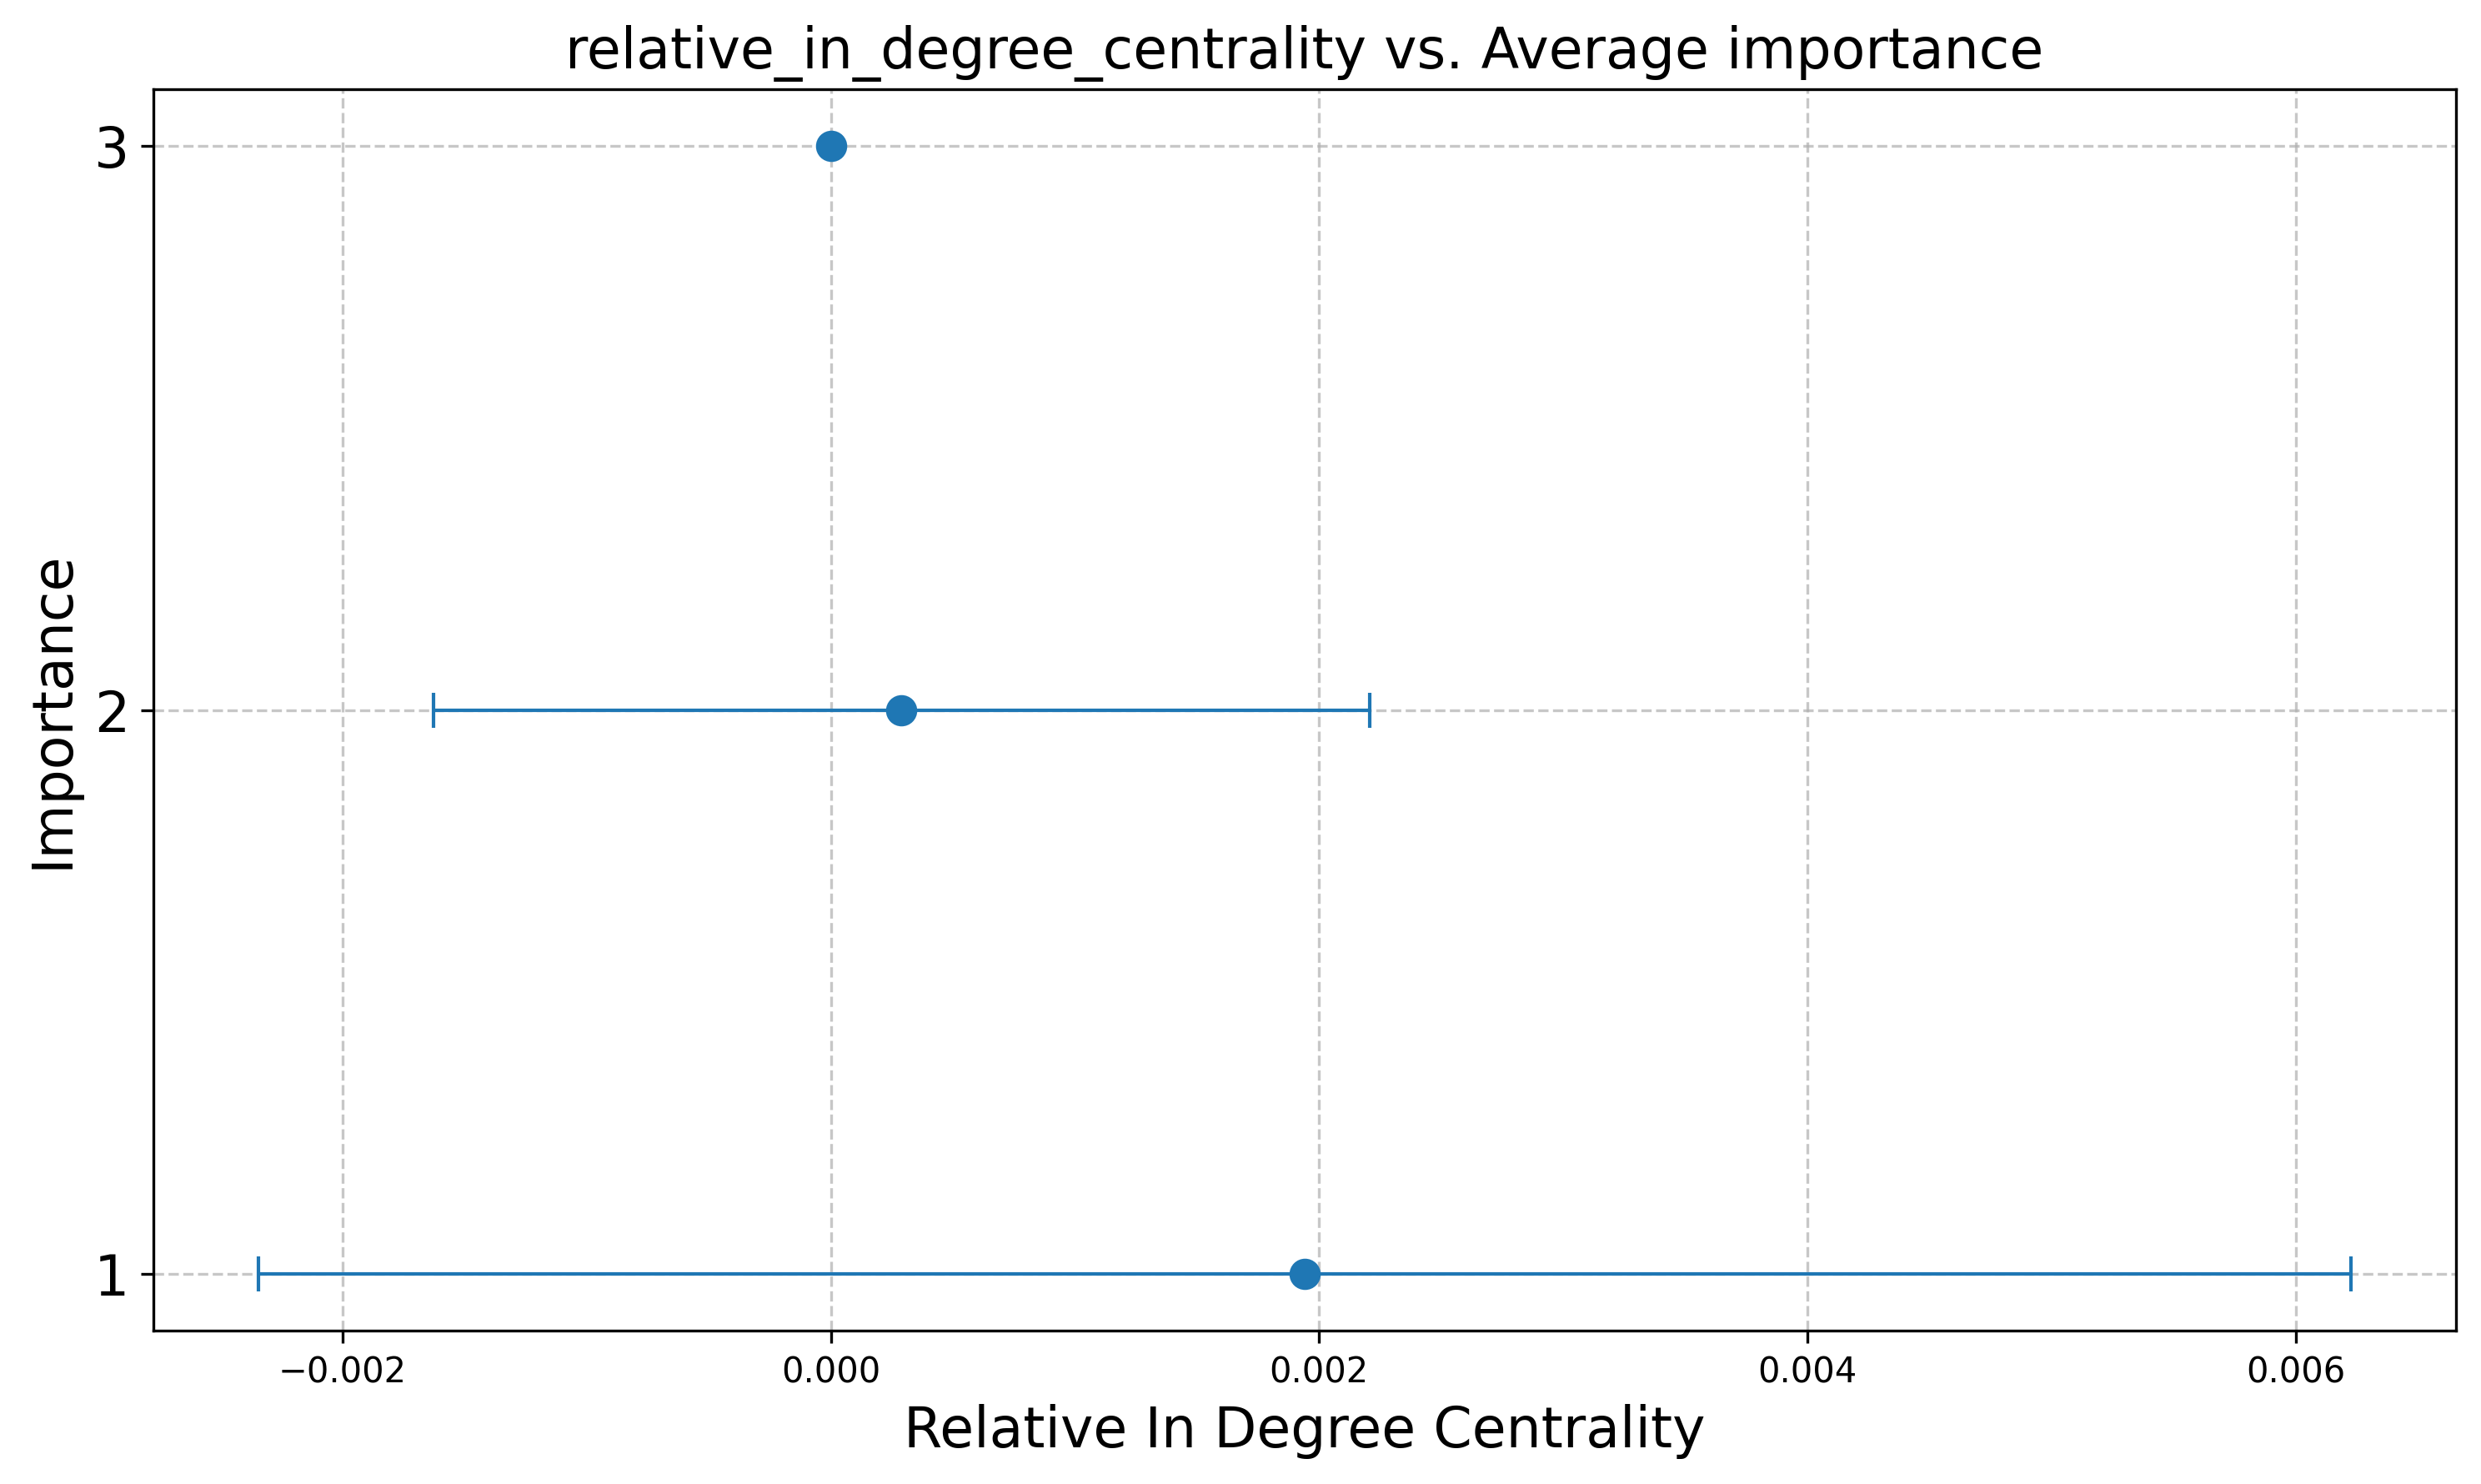 relative_in_degree_centrality vs. Average importance
3
2
1
Importance
−0.002 0.000 0.002 0.004 0.006
Relative In Degree Centrality